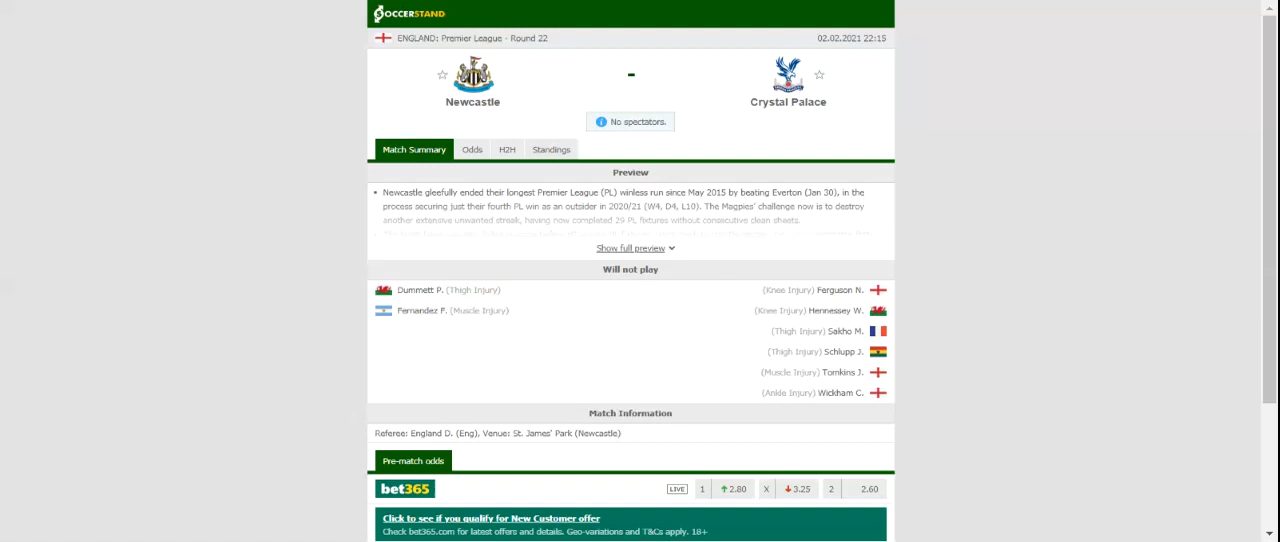 SOCCERSTAND
ENGLAND: Premier League - Round 22
02.02.2021 22:15
-
Newcastle
Crystal Palace
No spectators.
Match Summary
Odds
H2H
Standings
Preview
Newcastle gleefully ended their longest Premier League (PL) winless run since May 2015 by beating Everton (Jan 30), in the
process securing just their fourth PL win as an outsider in 2020/21 (W4, D4, L10). The Magpies' challenge now is to destroy
another extensive unwanted streak, having now completed 29 PL fixtures without consecutive clean sheets.
Show full preview
Will not play
Dummett P. (Thigh Injury)
(Knee Injury) Ferguson N.
Fernandez F. (Muscle Injury)
(Knee Injury) Hennessey W.
(Thigh Injury) Sakho M.
(Thigh Injury) Schlupp J.
(Muscle Injury) Tomkins J.
(Ankle Injury) Wickham C.
Match Information
Referee: England D. (Eng), Venue: St. James' Park (Newcastle)
Pre-match odds
bet365
LIVE
1 2.80
X 3.25
2 2.60
Click to see if you qualify for New Customer offer
Check bet365.com for latest offers and details. Geo-variations and T&Cs apply. 18+